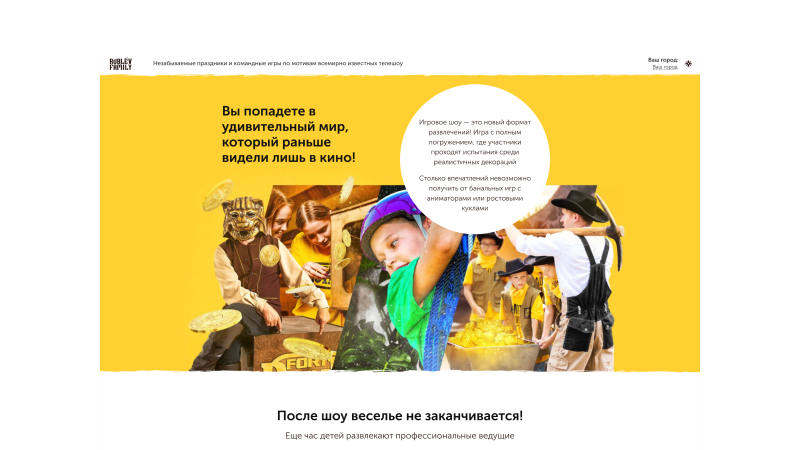 RUBLEV
FAMILY
Незабываемые праздники и командные игры по мотивам всемирно известных телешоу
Ваш город:
Ваш город
Вы попадете в
удивительный мир,
который раньше
видели лишь в кино!
Игровое шоу — это новый формат
развлечений! Игра с полным
погружением, где участники
проходят испытания среди
реалистичных декораций
Столько впечатлений невозможно
получить от банальных игр с
аниматорами или ростовыми
куклами
FORT
После шоу веселье не заканчивается!
Еще час детей развлекают профессиональные ведущие